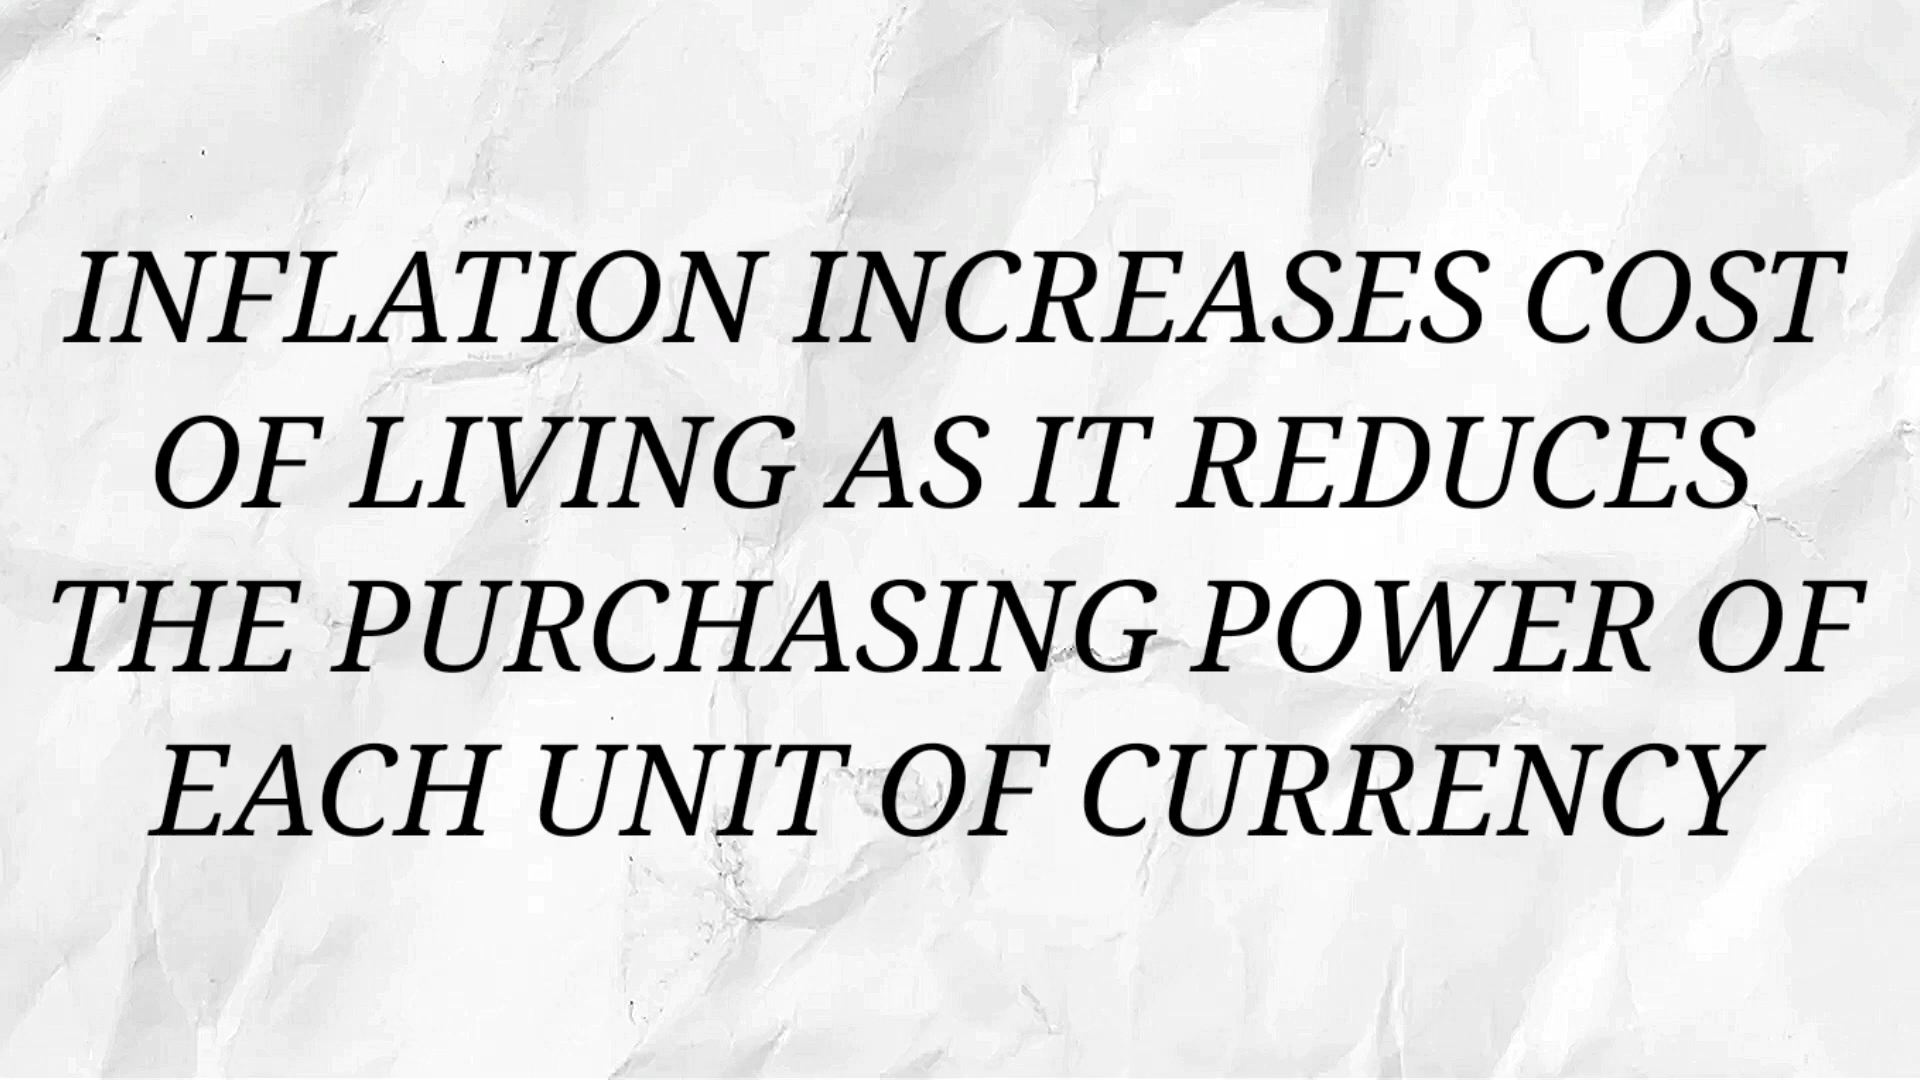 INFLATION INCREASES COST
OF LIVING AS IT REDUCES
THE PURCHASING POWER OF
EACH UNIT OF CURRENCY